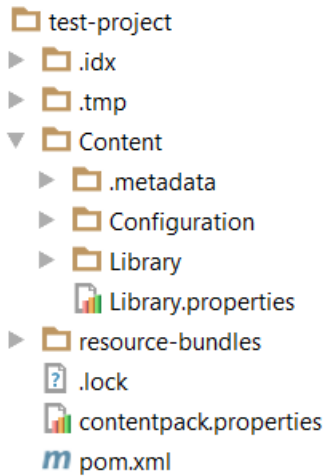 test-project
.idx
.tmp
Content
.metadata
Configuration
Library
Library.properties
resource-bundles
? .lock
contentpack.properties
m pom.xml